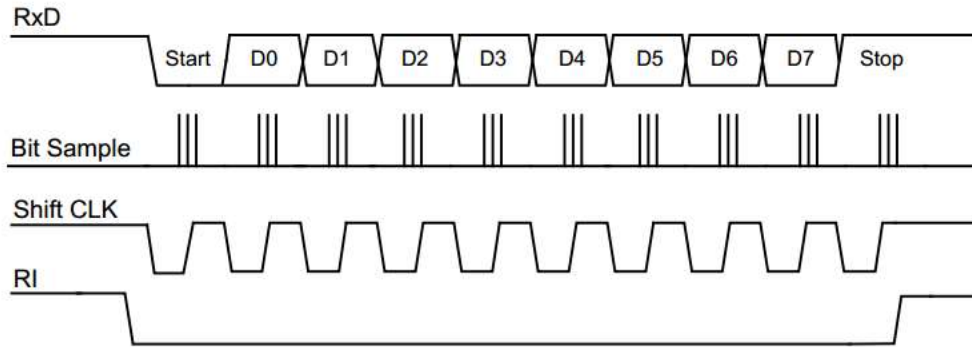 RxD
Start D0 D1 D2 D3 D4 D5 D6 D7 Stop
Bit Sample
Shift CLK
RI